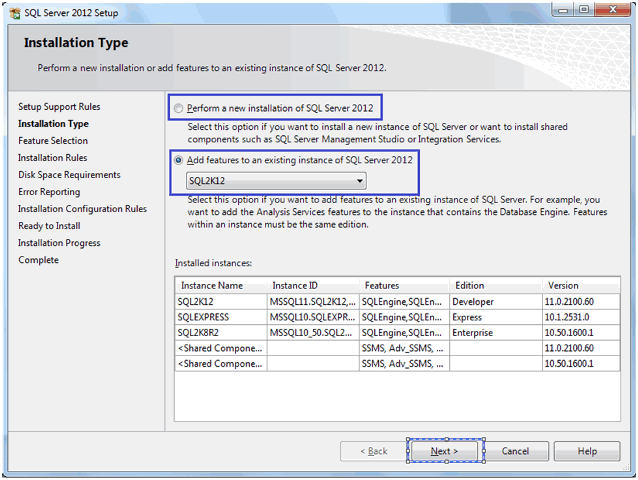 SQL Server 2012 Setup
Installation Type
Perform a new installation or add features to an existing instance of SQL Server 2012.
Setup Support Rules
Installation Type
Feature Selection
Installation Rules
Disk Space Requirements
Error Reporting
Installation Configuration Rules
Ready to Install
Installation Progress
Complete
Perform a new installation of SQL Server 2012
Select this option if you want to install a new instance of SQL Server or want to install shared
components such as SQL Server Management Studio or Integration Services.
Add features to an existing instance of SQL Server 2012
SQL2K12
Select this option if you want to add features to an existing instance of SQL Server. For example, you
want to add the Analysis Services features to the instance that contains the Database Engine. Features
within an instance must be the same edition.
Installed instances:
Instance Name Instance ID Features Edition Version
SQL2K12 MSSQL11.SQL2K12,... SQLEngine,SQLEn... Developer 11.0.2100.60
SQLEXPRESS MSSQL10.SQLEXPR... SQLEngine,SQLEn... Express 10.1.2531.0
SQL2K8R2 MSSQL10_50.SQL2... SQLEngine,SQLEn... Enterprise 10.50.1600.1
<Shared Compone... SSMS, Adv_SSMS, ... 11.0.2100.60
<Shared Compone... SSMS, Adv_SSMS, ... 10.50.1600.1
< Back Next > Cancel Help